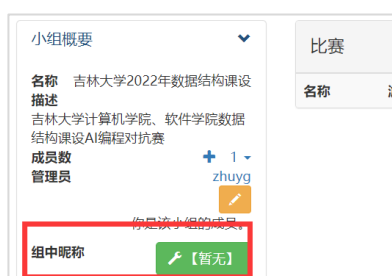 小组概要
比赛
名称 吉林大学2022年数据结构课设
名称
描述
吉林大学计算机学院、软件学院数据
结构课设AI编程对抗赛
成员数 1
管理员 zhuyg
你是该小组的成员。
组中昵称 【暂无】